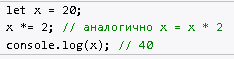 let x = 20;
x *= 2; // аналогично x = x * 2
console.log(x); // 40